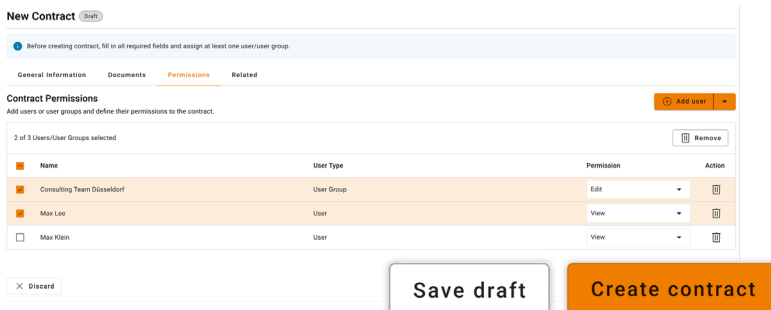 New Contract Draft
Before creating contract, fill in all required fields and assign at least one user/user group.
General Information Documents Permissions Related
Contract Permissions
Add users or user groups and define their permissions to the contract.
Add user
2 of 3 Users/User Groups selected
Remove
Name User Type Permission Action
Consulting Team Düsseldorf User Group Edit
Max Lee User View
Max Klein User View
Discard
Save draft
Create contract